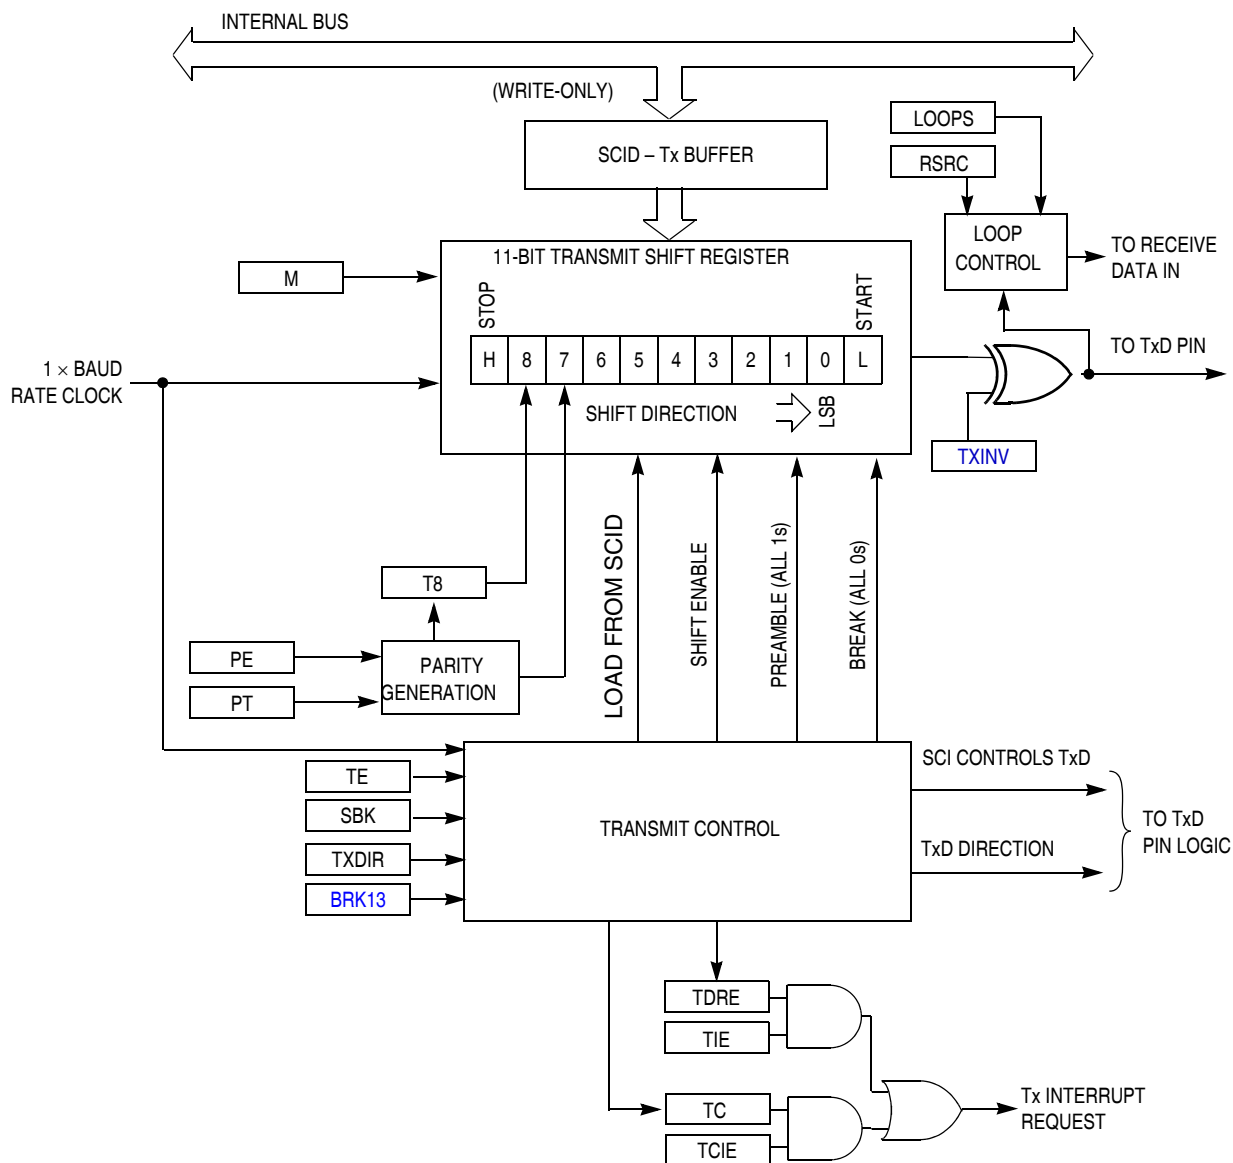 INTERNAL BUS
(WRITE-ONLY)
SCID – Tx BUFFER
LOOPS
RSRC
LOOP
CONTROL
TO RECEIVE
DATA IN
11-BIT TRANSMIT SHIFT REGISTER
M
STOP
START
H 8 7 6 5 4 3 2 1 0 L
1 × BAUD
RATE CLOCK
SHIFT DIRECTION
LSB
TO TxD PIN
TXINV
LOAD FROM SCID
SHIFT ENABLE
PREAMBLE (ALL 1s)
BREAK (ALL 0s)
T8
PE
PT
PARITY
GENERATION
TE
SBK
TXDIR
BRK13
TRANSMIT CONTROL
SCI CONTROLS TxD
TxD DIRECTION
TO TxD
PIN LOGIC
TDRE
TIE
TC
TCIE
Tx INTERRUPT
REQUEST